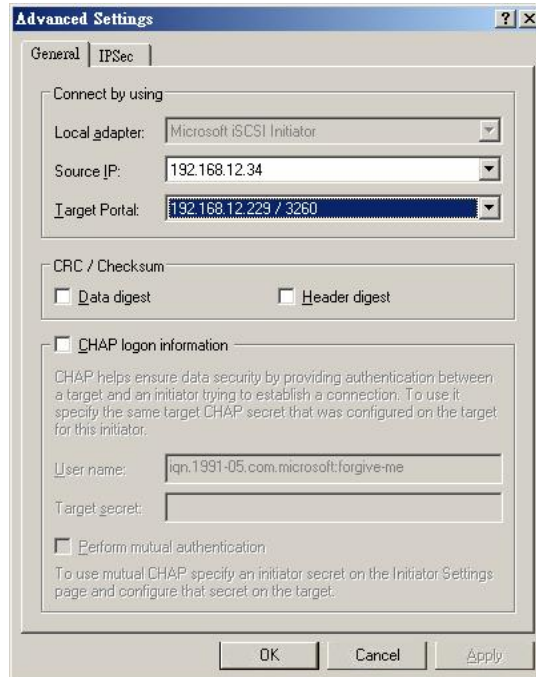 Advanced Settings
General IPSec
Connect by using
Local adapter: Microsoft iSCSI Initiator
Source IP: 192.168.12.34
Target Portal: 192.168.12.229 / 3260
CRC / Checksum
Data digest Header digest
CHAP logon information
CHAP helps ensure data security by providing authentication between
a target and an initiator trying to establish a connection. To use it
specify the same target CHAP secret that was configured on the target
for this initiator.
User name: iqn.1991-05.com.microsoft:forgive-me
Target secret:
Perform mutual authentication
To use mutual CHAP specify an initiator secret on the Initiator Settings
page and configure that secret on the target.
OK Cancel Apply